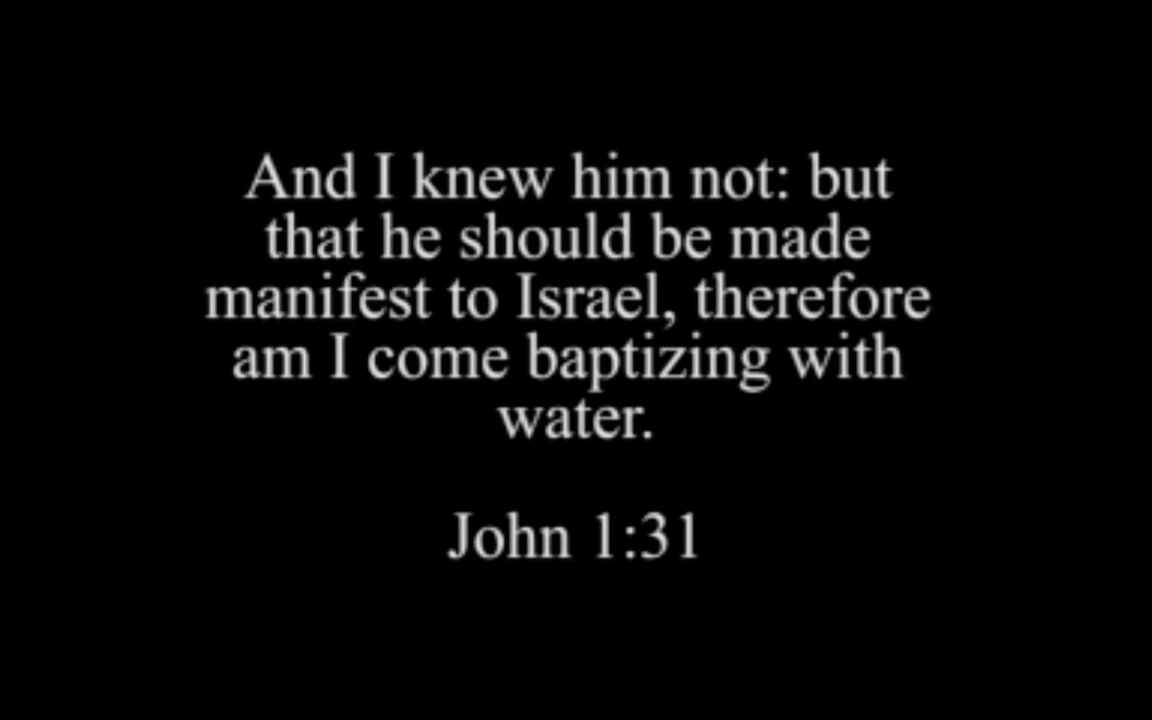 And I knew him not: but
that he should be made
manifest to Israel, therefore
am I come baptizing with
water.
John 1:31